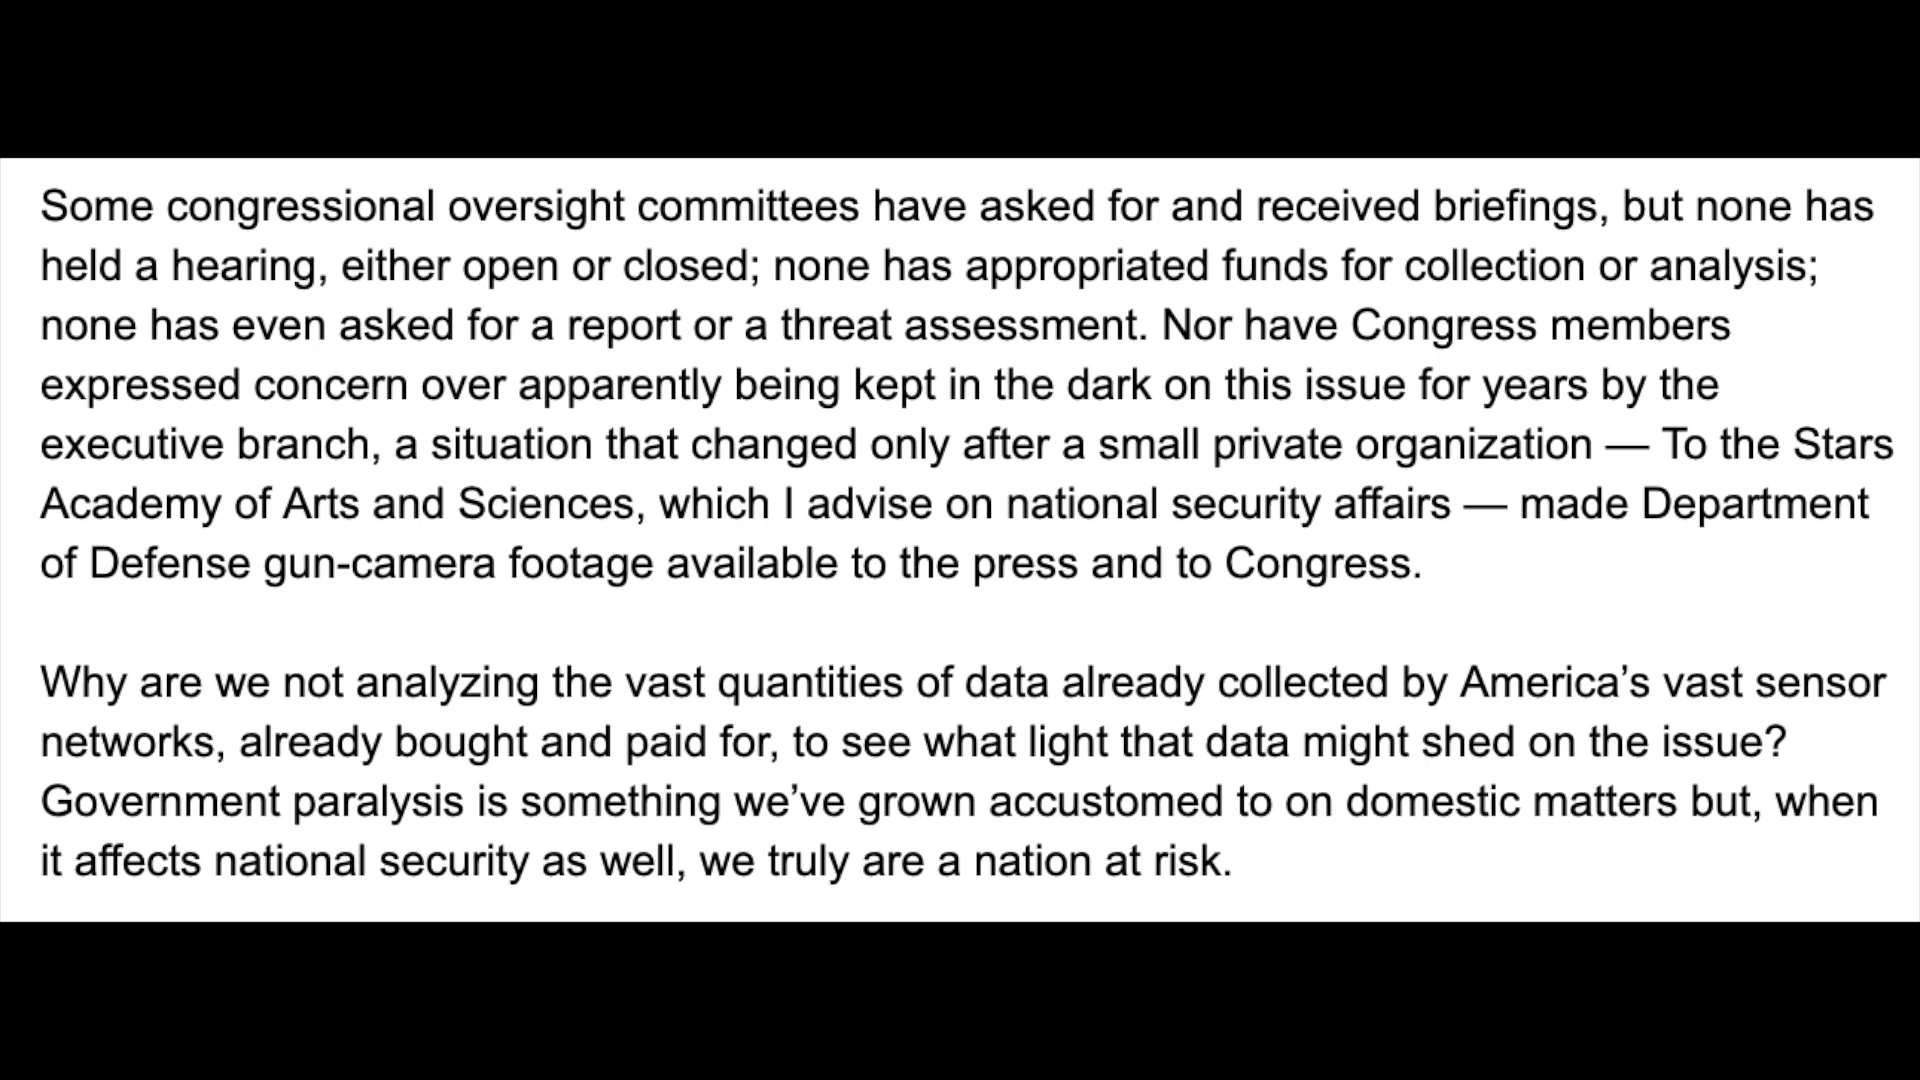 Some congressional oversight committees have asked for and received briefings, but none has
held a hearing, either open or closed; none has appropriated funds for collection or analysis;
none has even asked for a report or a threat assessment. Nor have Congress members
expressed concern over apparently being kept in the dark on this issue for years by the
executive branch, a situation that changed only after a small private organization — To the Stars
Academy of Arts and Sciences, which I advise on national security affairs — made Department
of Defense gun-camera footage available to the press and to Congress.
Why are we not analyzing the vast quantities of data already collected by America’s vast sensor
networks, already bought and paid for, to see what light that data might shed on the issue?
Government paralysis is something we’ve grown accustomed to on domestic matters but, when
it affects national security as well, we truly are a nation at risk.